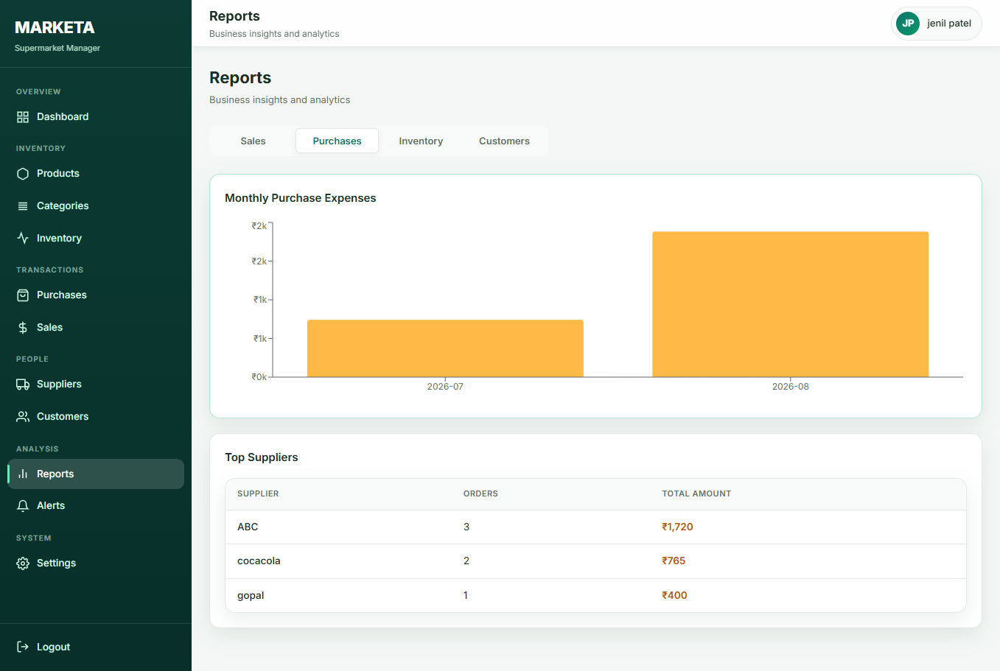 MARKETA
Supermarket Manager
OVERVIEW
Dashboard
INVENTORY
Products
Categories
Inventory
TRANSACTIONS
Purchases
Sales
PEOPLE
Suppliers
Customers
ANALYSIS
Reports
Alerts
SYSTEM
Settings
Logout
Reports
Business insights and analytics
JP jenil patel
Reports
Business insights and analytics
Sales Purchases Inventory Customers
Monthly Purchase Expenses
₹2k
₹2k
₹1k
₹1k
₹0k
2026-07 2026-08
Top Suppliers
SUPPLIER ORDERS TOTAL AMOUNT
ABC 3 ₹1,720
cocacola 2 ₹765
gopal 1 ₹400